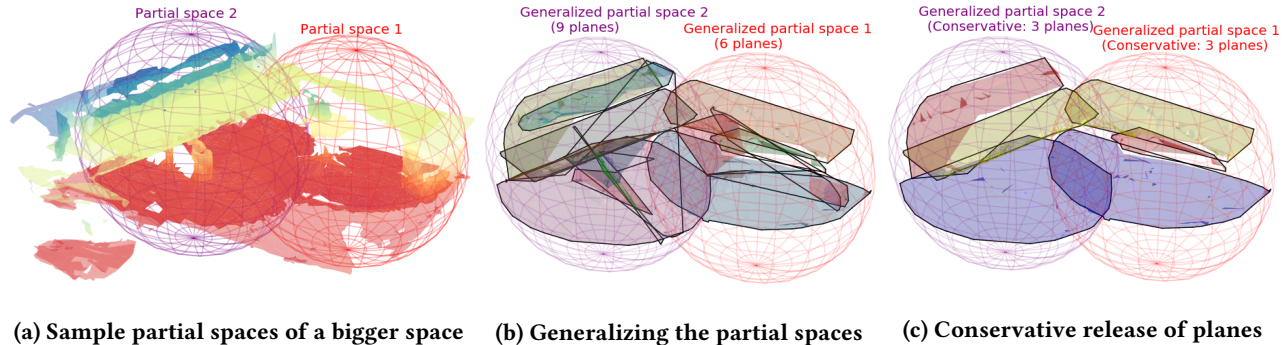 Partial space 2
Partial space 1
(a) Sample partial spaces of a bigger space
Generalized partial space 2
(9 planes)
Generalized partial space 1
(6 planes)
(b) Generalizing the partial spaces
Generalized partial space 2
(Conservative: 3 planes)
Generalized partial space 1
(Conservative: 3 planes)
(c) Conservative release of planes